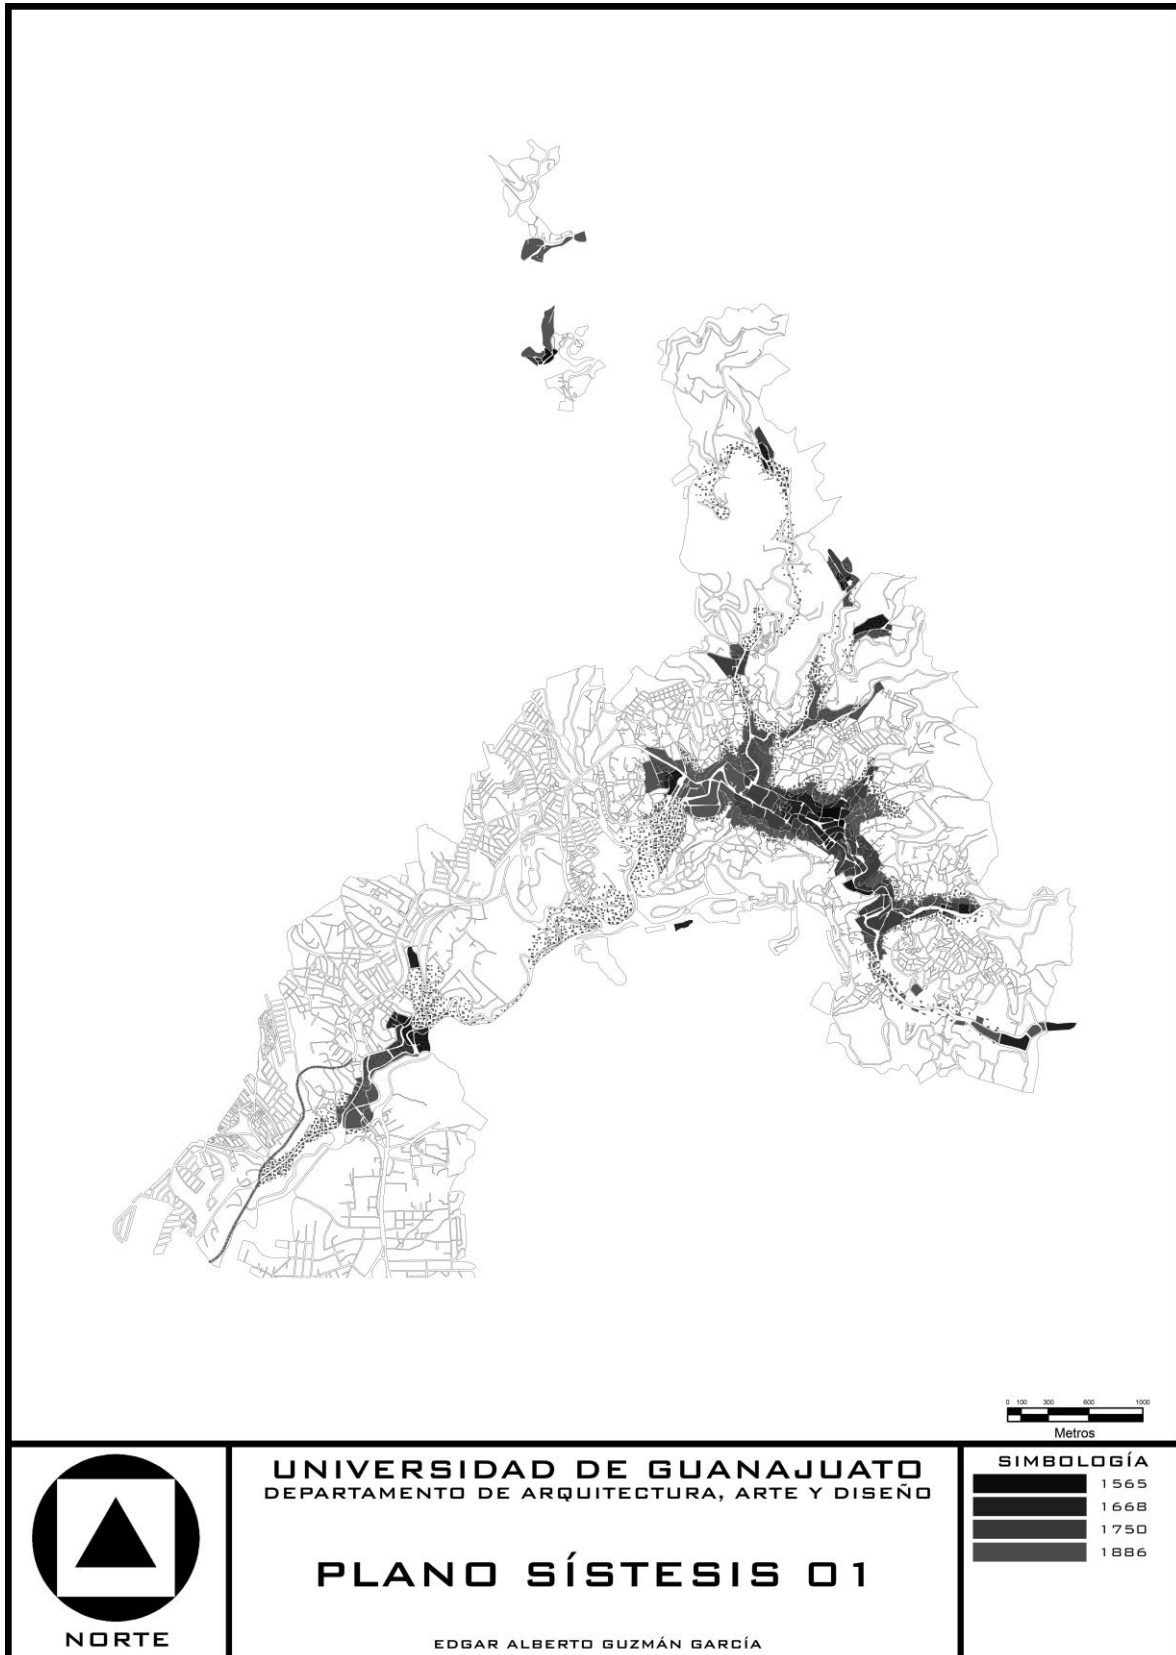 0 100 300 600 1000
Metros
NORTE
UNIVERSIDAD DE GUANAJUATO
DEPARTAMENTO DE ARQUITECTURA, ARTE Y DISEÑO
PLANO SÍSTESIS 01
EDGAR ALBERTO GUZMÁN GARCÍA
SIMBOLOGÍA
1565
1668
1750
1886